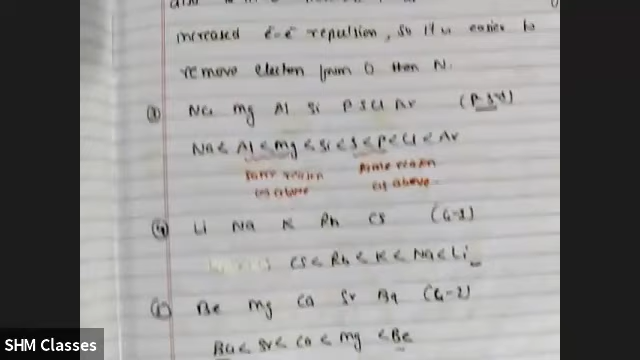 increased e⁻-e⁻ repulsion, so it is easier to
remove electron from O than N.
③ Na Mg Al Si P S Cl Ar (P-3rd)
Na < Al < Mg < Si < S < P < Cl < Ar
same reason as above
same reason as above
④ Li Na K Rb Cs (G-1)
Cs < Rb < K < Na < Li
Be Mg Ca Sr Ba (G-2)
Ba < Sr < Ca < Mg < Be
SHM Classes